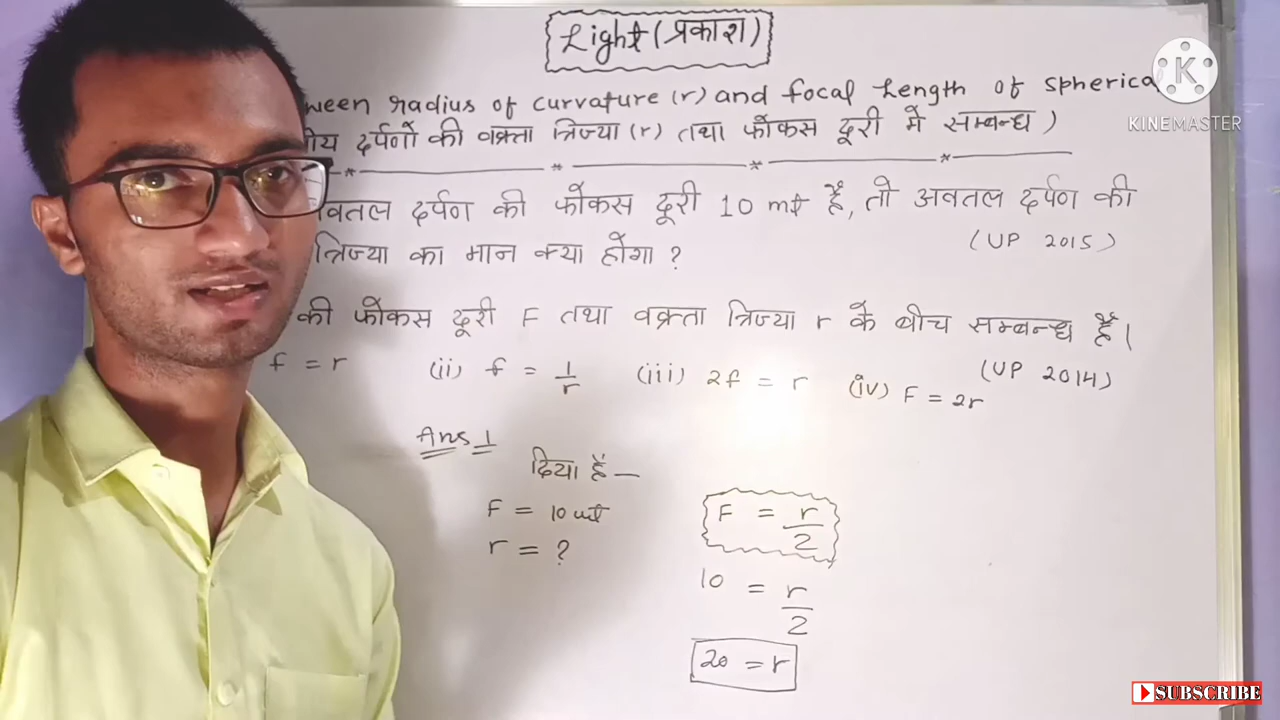 Light (प्रकाश)
ween radius of curvature (r) and focal Length of spherica
ीय दर्पणों की वक्रता त्रिज्या (r) तथा फोकस दूरी में सम्बन्ध )
वतल दर्पण की फोकस दूरी 10 mt है, तो अवतल दर्पण की
त्रिज्या का मान क्या होगा ?
(UP 2015)
की फोकस दूरी F तथा वक्रता त्रिज्या r के बीच सम्बन्ध है।
f = r (ii) f = 1/r (iii) 2f = r (iv) F = 2r
(UP 2014)
Ans 1
दिया है —
F = 10 mt
r = ?
F = r/2
10 = r/2
20 = r
K
KINEMASTER
SUBSCRIBE